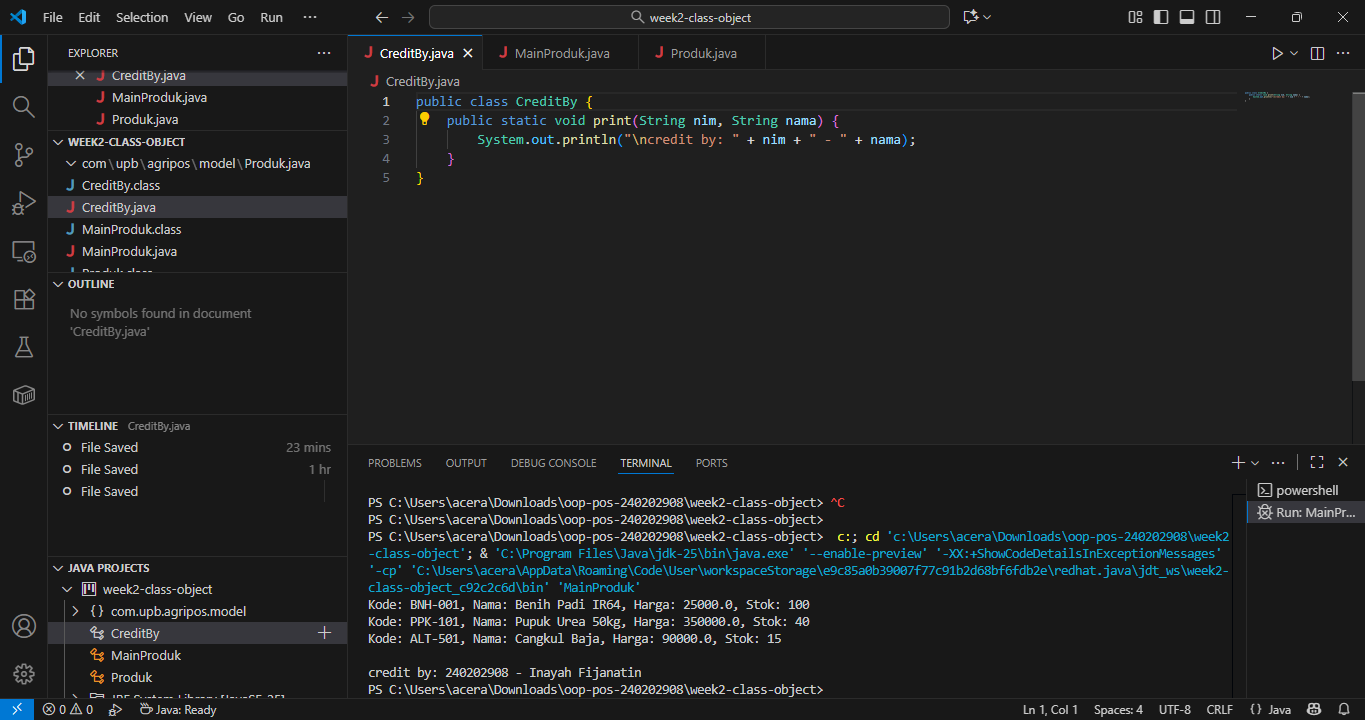 File Edit Selection View Go Run ···
week2-class-object
EXPLORER ···
CreditBy.java
MainProduk.java
Produk.java
WEEK2-CLASS-OBJECT
com\upb\agripos\model\Produk.java
CreditBy.class
CreditBy.java
MainProduk.class
MainProduk.java
Produk.class
OUTLINE
No symbols found in document
'CreditBy.java'
TIMELINE CreditBy.java
File Saved 23 mins
File Saved 1 hr
File Saved
JAVA PROJECTS
week2-class-object
{} com.upb.agripos.model
CreditBy
MainProduk
Produk
CreditBy.java MainProduk.java Produk.java
CreditBy.java
1 public class CreditBy {
2 public static void print(String nim, String nama) {
3 System.out.println("\ncredit by: " + nim + " - " + nama);
4 }
5 }
PROBLEMS OUTPUT DEBUG CONSOLE TERMINAL PORTS
powershell
Run: MainPr...
PS C:\Users\acera\Downloads\oop-pos-240202908\week2-class-object> ^C
PS C:\Users\acera\Downloads\oop-pos-240202908\week2-class-object>
PS C:\Users\acera\Downloads\oop-pos-240202908\week2-class-object> c:; cd 'c:\Users\acera\Downloads\oop-pos-240202908\week2
-class-object'; & 'C:\Program Files\Java\jdk-25\bin\java.exe' '--enable-preview' '-XX:+ShowCodeDetailsInExceptionMessages'
'-cp' 'C:\Users\acera\AppData\Roaming\Code\User\workspaceStorage\e9c85a0b39007f77c91b2d68bf6fdb2e\redhat.java\jdt_ws\week2-
class-object_c92c2c6d\bin' 'MainProduk'
Kode: BNH-001, Nama: Benih Padi IR64, Harga: 25000.0, Stok: 100
Kode: PPK-101, Nama: Pupuk Urea 50kg, Harga: 350000.0, Stok: 40
Kode: ALT-501, Nama: Cangkul Baja, Harga: 90000.0, Stok: 15
credit by: 240202908 - Inayah Fijanatin
PS C:\Users\acera\Downloads\oop-pos-240202908\week2-class-object>
0 0 Java: Ready Ln 1, Col 1 Spaces: 4 UTF-8 CRLF {} Java